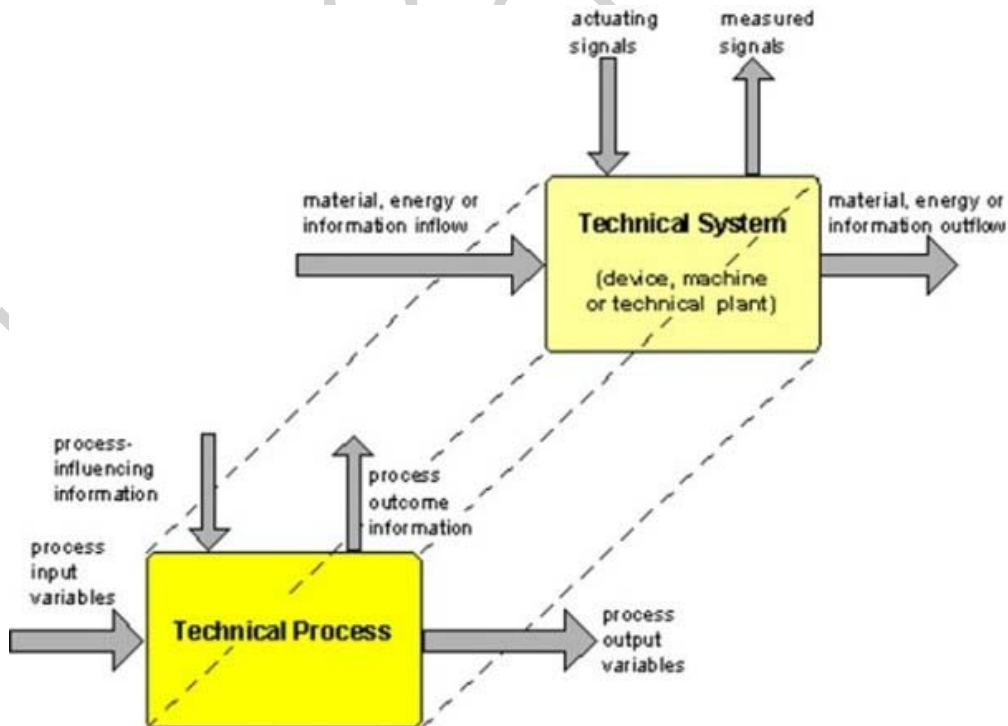 actuating
signals
measured
signals
material, energy or
information inflow
Technical System
(device, machine
or technical plant)
material, energy or
information outflow
process-
influencing
information
process
outcome
information
process
input
variables
Technical Process
process
output
variables